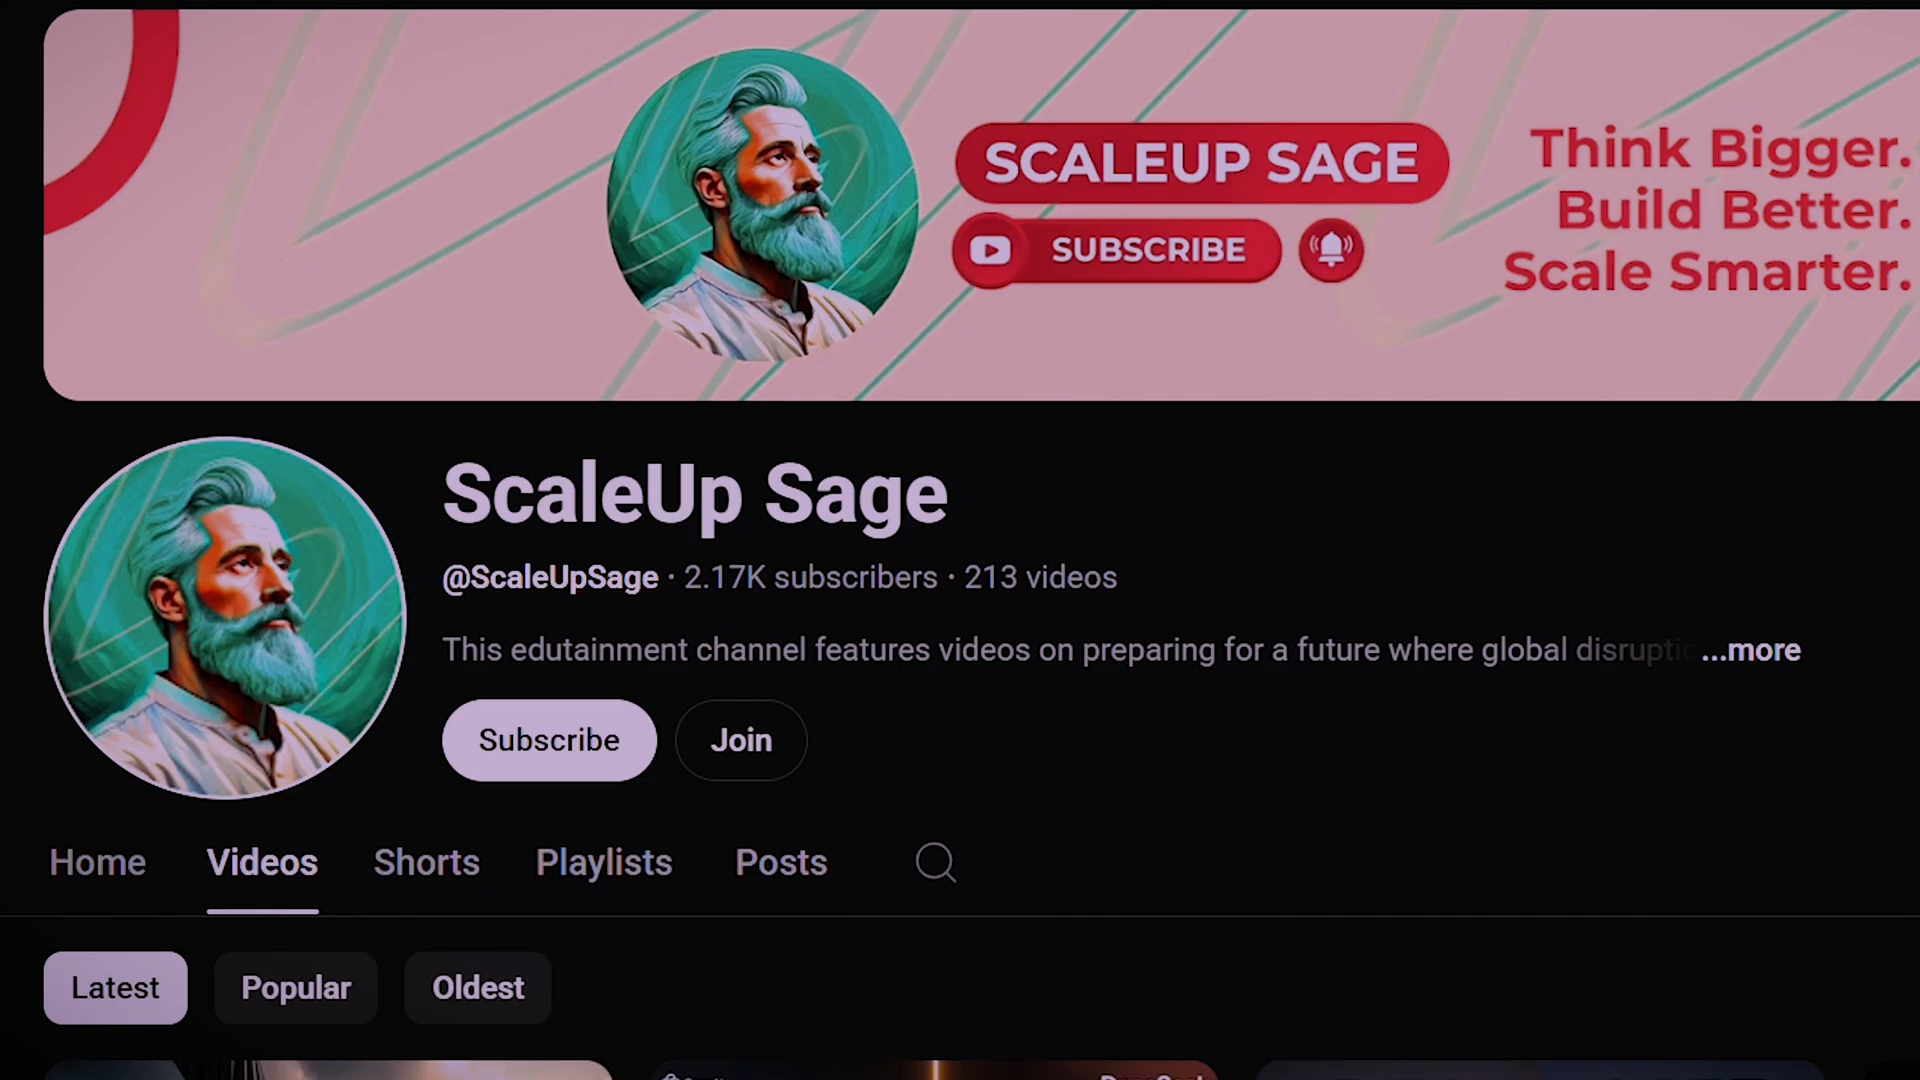 SCALEUP SAGE
SUBSCRIBE
Think Bigger.
Build Better.
Scale Smarter.
ScaleUp Sage
@ScaleUpSage · 2.17K subscribers · 213 videos
This edutainment channel features videos on preparing for a future where global disruptic ...more
Subscribe Join
Home Videos Shorts Playlists Posts
Latest Popular Oldest